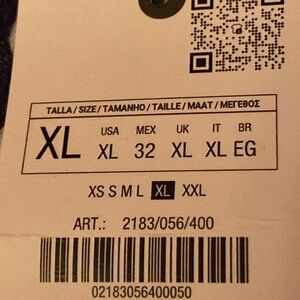 TALLA / SIZE / TAMANHO / TAILLE / MAAT / ΜΕΓΕΘΟΣ
XL USA MEX UK IT BR
XL 32 XL XL EG
XS S M L XL XXL
ART.: 2183/056/400
02183056400050